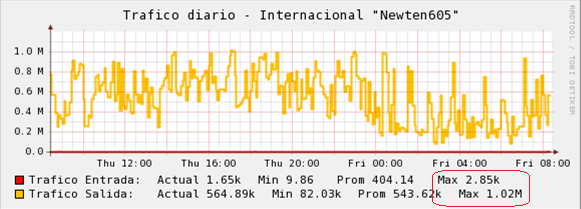 Trafico diario - Internacional "Newten605"
RRDTOOL / TOBI OETIKER
1.0 M
0.8 M
0.6 M
0.4 M
0.2 M
0.0
Thu 12:00 Thu 16:00 Thu 20:00 Fri 00:00 Fri 04:00 Fri 08:00
Trafico Entrada: Actual 1.65k Min 9.86 Prom 404.14 Max 2.85k
Trafico Salida: Actual 564.89k Min 82.03k Prom 543.62k Max 1.02M